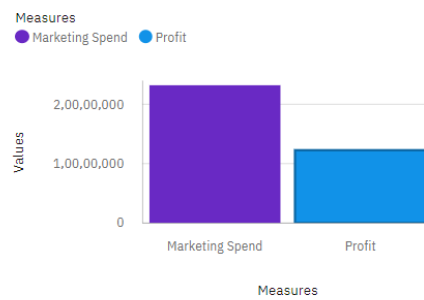 Measures
Marketing Spend Profit
2,00,00,000
1,00,00,000
0
Values
Marketing Spend Profit
Measures